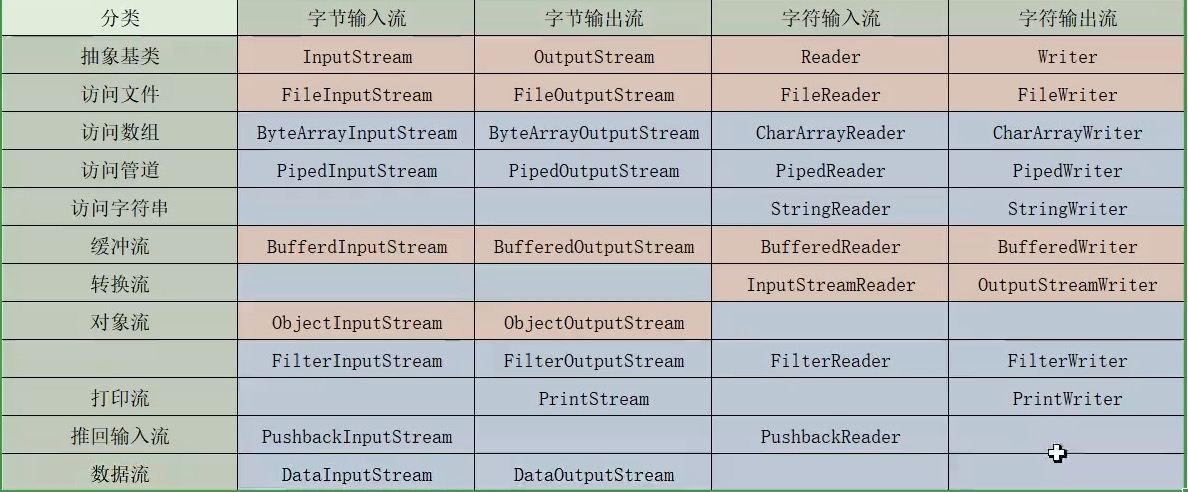 分类 字节输入流 字节输出流 字符输入流 字符输出流
抽象基类 InputStream OutputStream Reader Writer
访问文件 FileInputStream FileOutputStream FileReader FileWriter
访问数组 ByteArrayInputStream ByteArrayOutputStream CharArrayReader CharArrayWriter
访问管道 PipedInputStream PipedOutputStream PipedReader PipedWriter
访问字符串 StringReader StringWriter
缓冲流 BufferdInputStream BufferedOutputStream BufferedReader BufferedWriter
转换流 InputStreamReader OutputStreamWriter
对象流 ObjectInputStream ObjectOutputStream
FilterInputStream FilterOutputStream FilterReader FilterWriter
打印流 PrintStream PrintWriter
推回输入流 PushbackInputStream PushbackReader
数据流 DataInputStream DataOutputStream